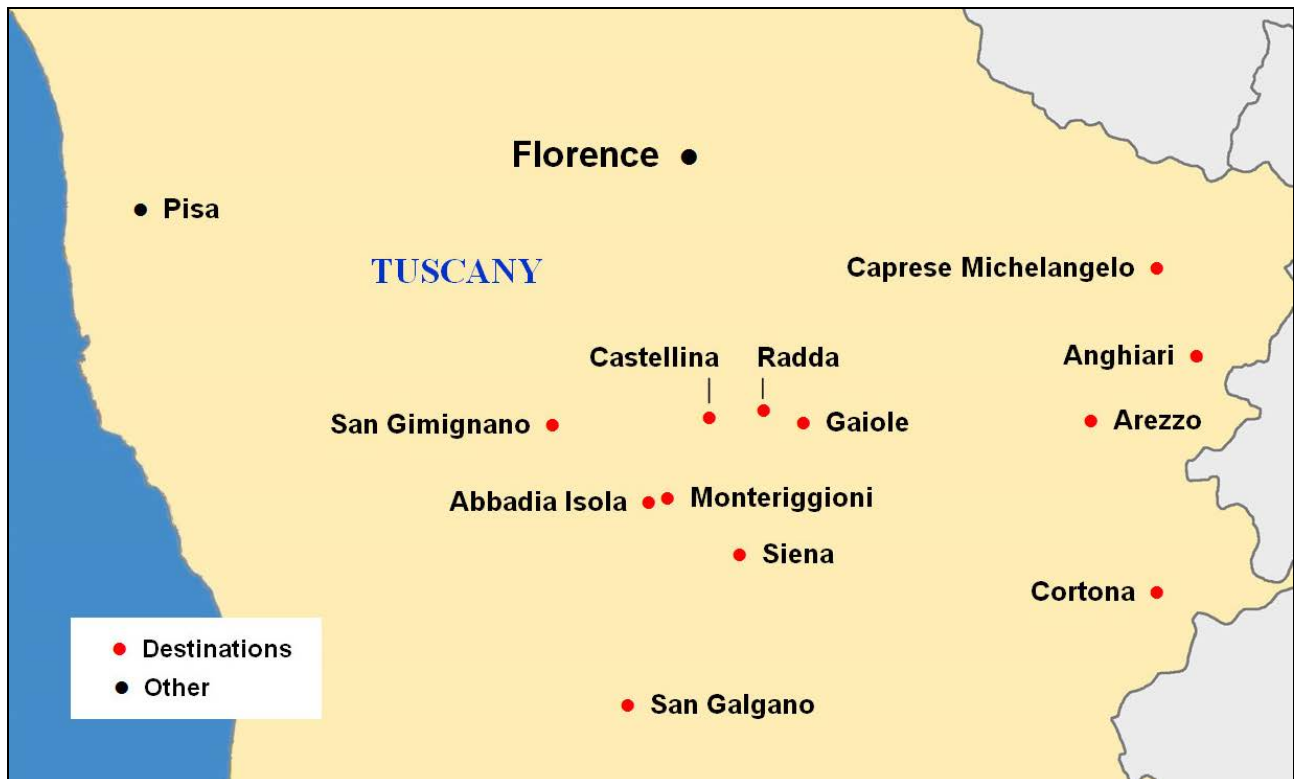 Florence
Pisa
TUSCANY
Caprese Michelangelo
Castellina
Radda
Anghiari
San Gimignano
Gaiole
Arezzo
Abbadia Isola
Monteriggioni
Siena
Cortona
Destinations
Other
San Galgano